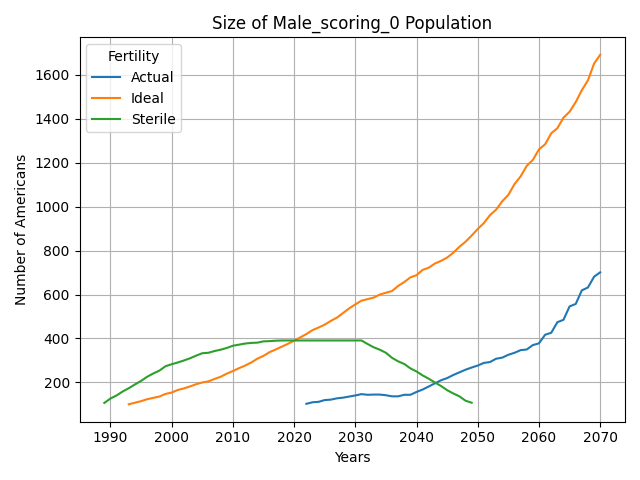 Size of Male_scoring_0 Population
Fertility
Actual
Ideal
Sterile
Number of Americans
1600
1400
1200
1000
800
600
400
200
1990 2000 2010 2020 2030 2040 2050 2060 2070
Years